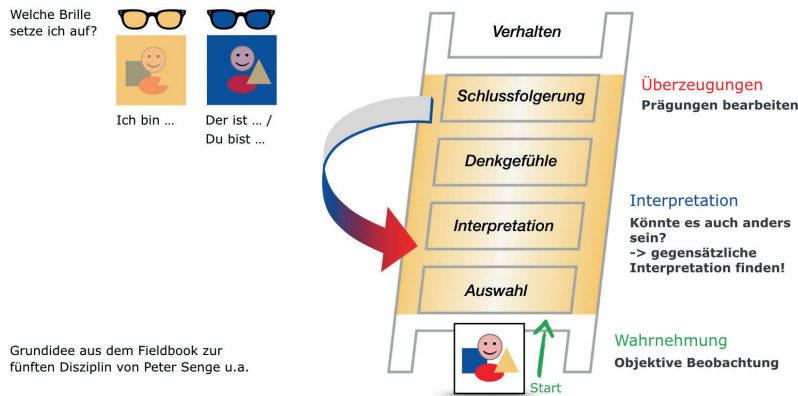 Welche Brille
setze ich auf?
Ich bin ...
Der ist ... /
Du bist ...
Verhalten
Schlussfolgerung
Denkgefühle
Interpretation
Auswahl
Start
Überzeugungen
Prägungen bearbeiten
Interpretation
Könnte es auch anders
sein?
-> gegensätzliche
Interpretation finden!
Wahrnehmung
Objektive Beobachtung
Grundidee aus dem Fieldbook zur
fünften Disziplin von Peter Senge u.a.